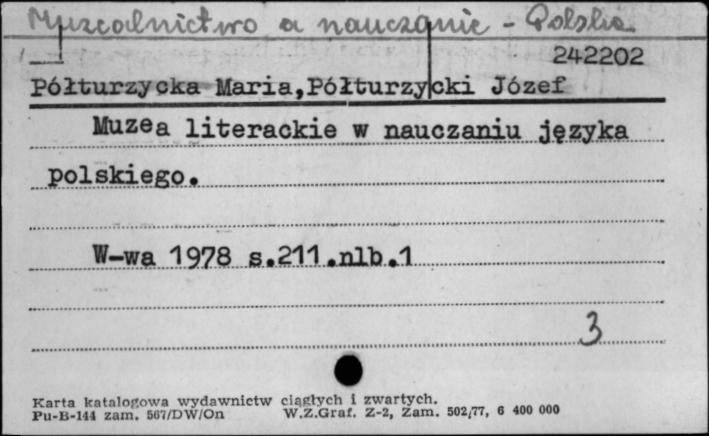 Muzealnictwo a nauczanie - Polska
242202
Półturzycka Maria,Półturzycki Józef
Muzea literackie w nauczaniu języka
polskiego.
W-wa 1978 s.211.nlb.1
3
Karta katalogowa wydawnictw ciągłych i zwartych.
Pu-B-144 zam. 567/DW/On W.Z.Graf. Z-2, Zam. 502/77, 6 400 000